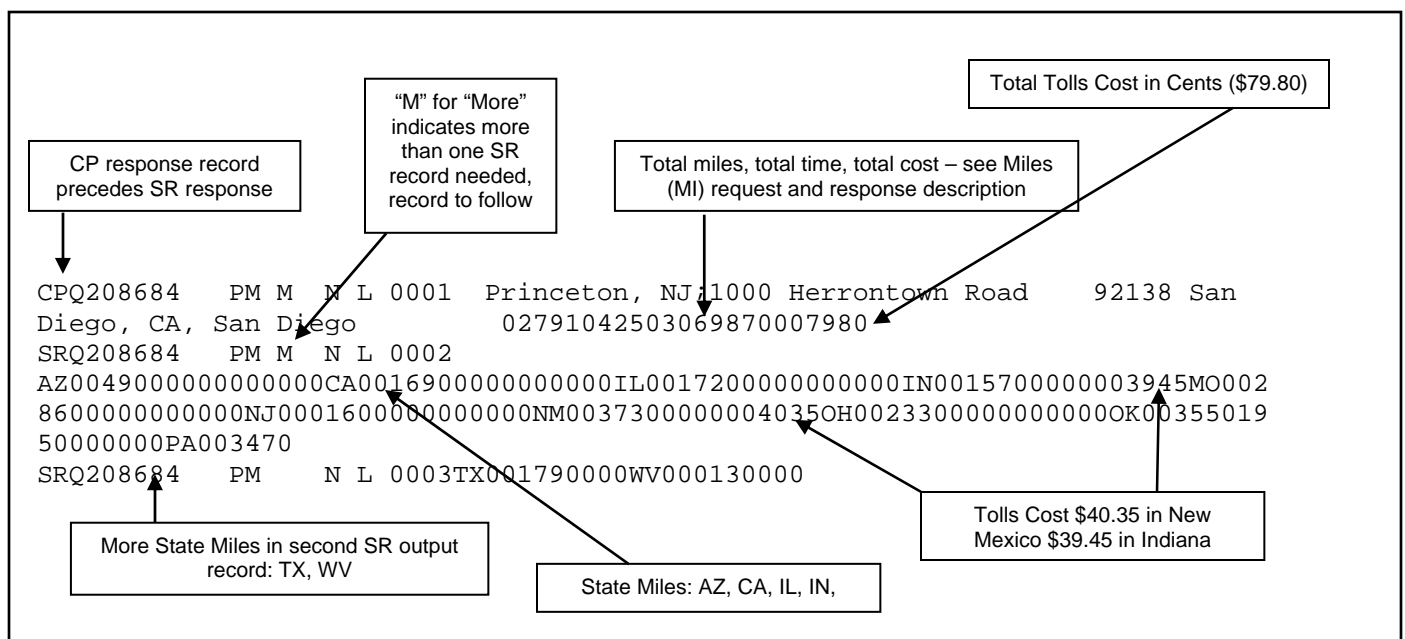 Total Tolls Cost in Cents ($79.80)
“M” for “More”
indicates more
than one SR
record needed,
record to follow
CP response record
precedes SR response
Total miles, total time, total cost – see Miles
(MI) request and response description
CPQ208684   PM M  N L 0001  Princeton, NJ;1000 Herrontown Road    92138 San
Diego, CA, San Diego         02791042503069870007980
SRQ208684   PM M  N L 0002
AZ0049000000000000CA0016900000000000IL0017200000000000IN0015700000003945MO002
8600000000000NJ0001600000000000NM0037300000004035OH0023300000000000OK00355019
50000000PA003470
SRQ208684   PM    N L 0003TX001790000WV000130000
More State Miles in second SR output
record: TX, WV
State Miles: AZ, CA, IL, IN,
Tolls Cost $40.35 in New
Mexico $39.45 in Indiana